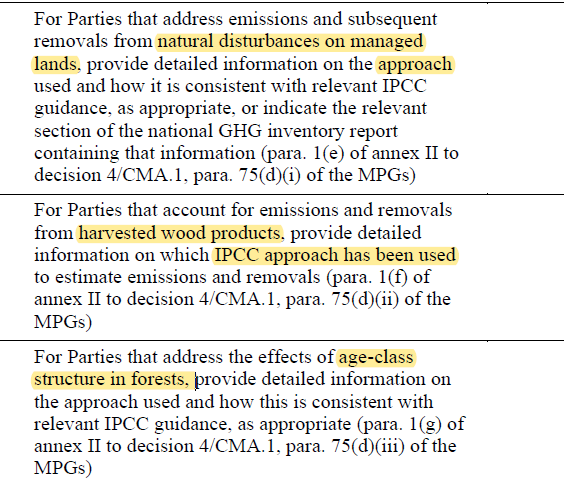 For Parties that address emissions and subsequent
removals from natural disturbances on managed
lands, provide detailed information on the approach
used and how it is consistent with relevant IPCC
guidance, as appropriate, or indicate the relevant
section of the national GHG inventory report
containing that information (para. 1(e) of annex II to
decision 4/CMA.1, para. 75(d)(i) of the MPGs)
For Parties that account for emissions and removals
from harvested wood products, provide detailed
information on which IPCC approach has been used
to estimate emissions and removals (para. 1(f) of
annex II to decision 4/CMA.1, para. 75(d)(ii) of the
MPGs)
For Parties that address the effects of age-class
structure in forests, provide detailed information on
the approach used and how this is consistent with
relevant IPCC guidance, as appropriate (para. 1(g) of
annex II to decision 4/CMA.1, para. 75(d)(iii) of the
MPGs)